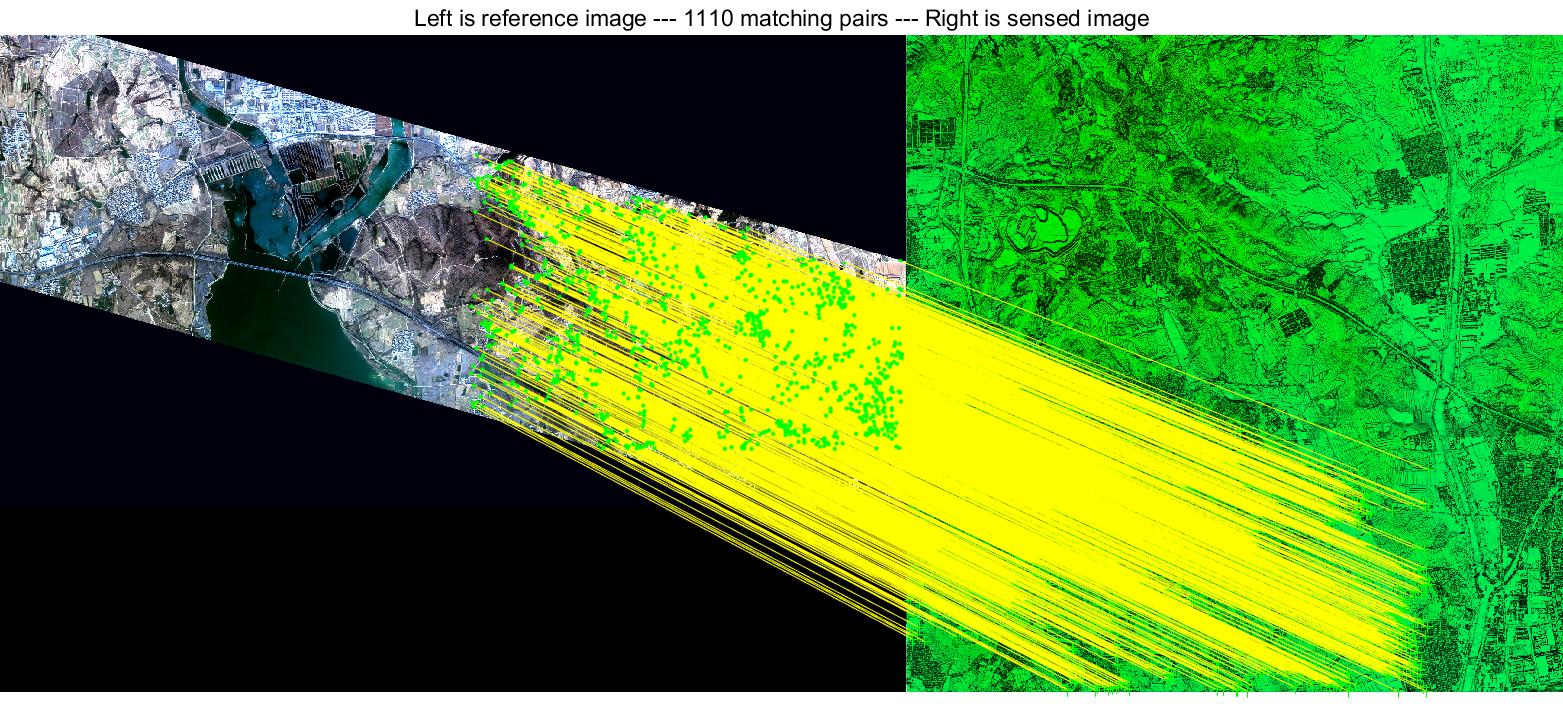 Left is reference image --- 1110 matching pairs --- Right is sensed image